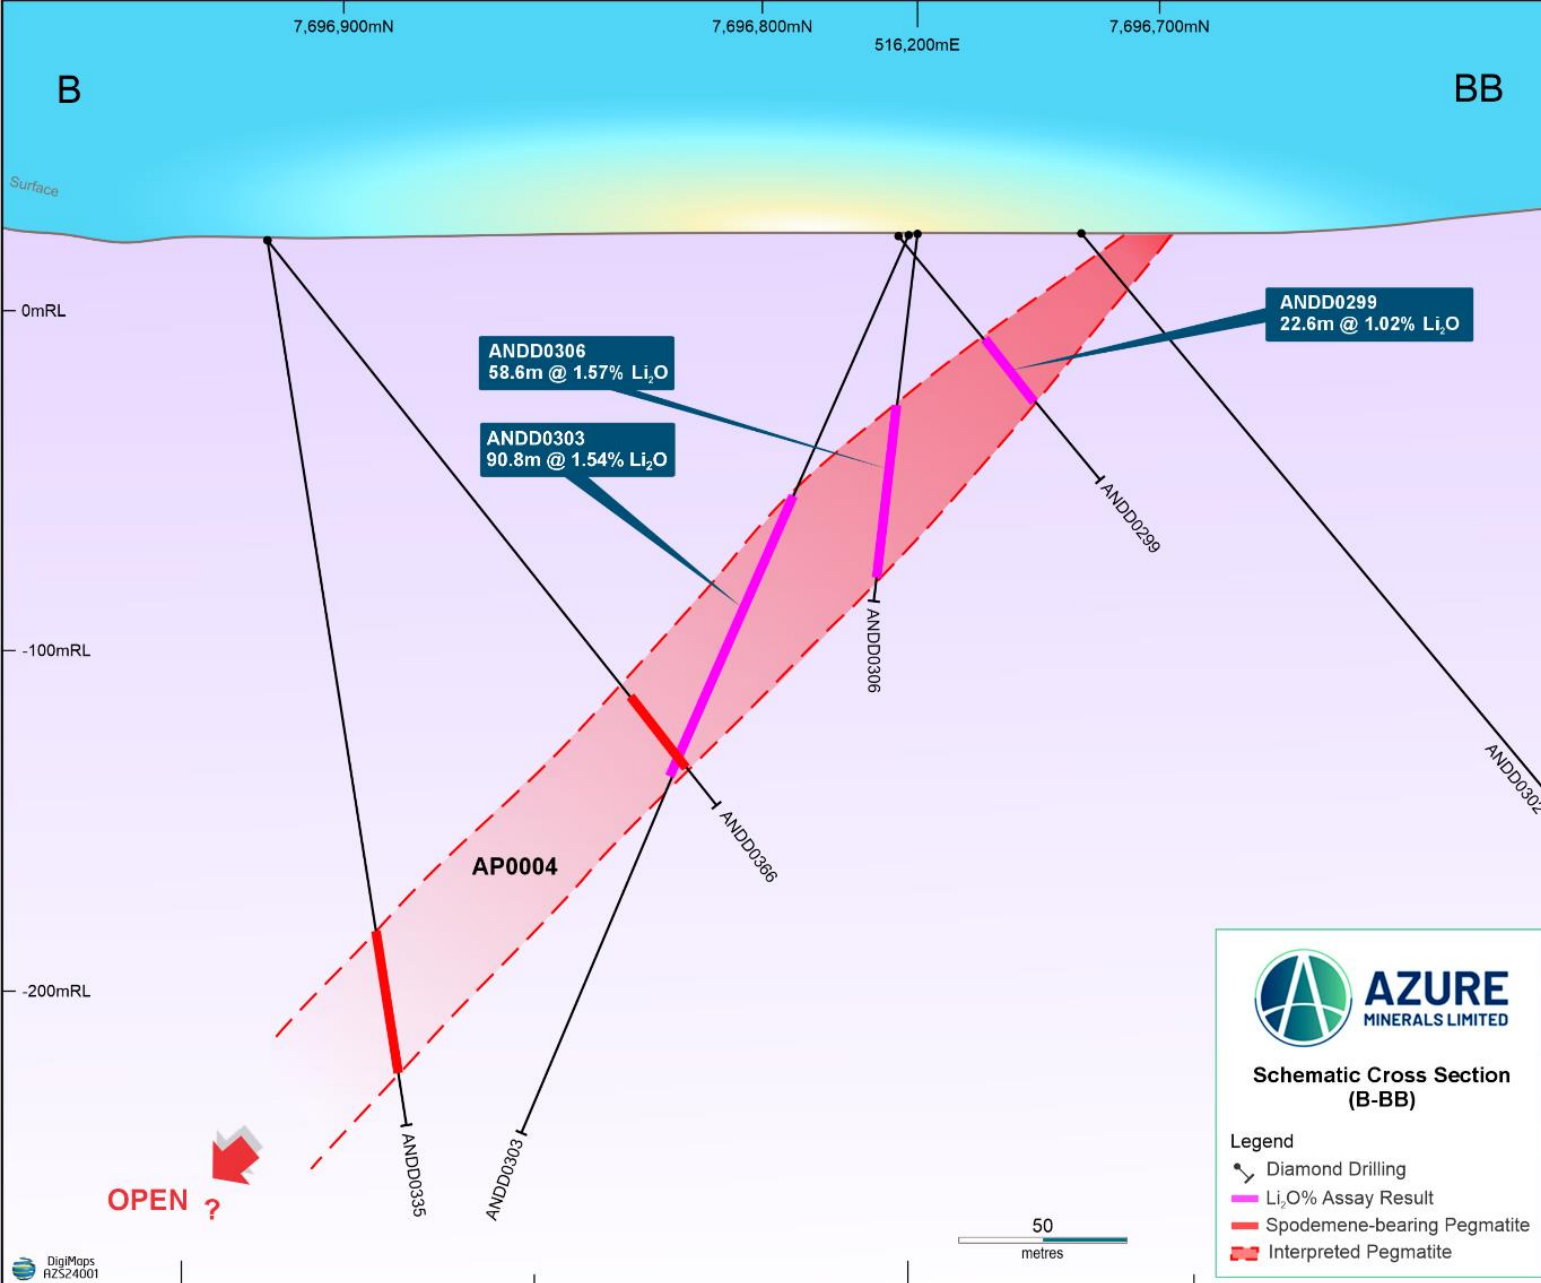 7,696,900mN
7,696,800mN
7,696,700mN
516,200mE
B
BB
Surface
0mRL
ANDD0299
22.6m @ 1.02% Li₂O
ANDD0306
58.6m @ 1.57% Li₂O
ANDD0303
90.8m @ 1.54% Li₂O
ANDD0299
ANDD0306
-100mRL
ANDD0302
ANDD0366
AP0004
-200mRL
ANDD0335
ANDD0303
OPEN ?
AZURE
MINERALS LIMITED
Schematic Cross Section
(B-BB)
Legend
Diamond Drilling
Li₂O% Assay Result
Spodemene-bearing Pegmatite
Interpreted Pegmatite
50
metres
DigiMaps
AZS24001